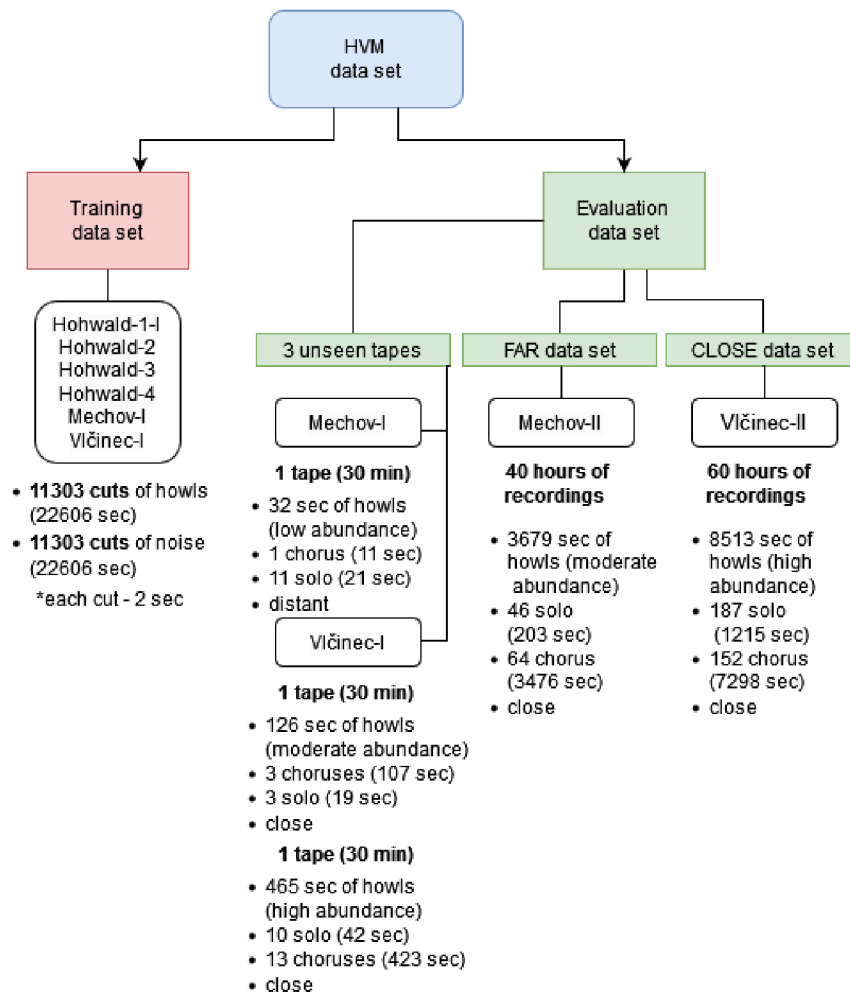 HVM
data set
Training
data set
Evaluation
data set
Hohwald-1-I
Hohwald-2
Hohwald-3
Hohwald-4
Mechov-I
Vlčinec-I
• 11303 cuts of howls
(22606 sec)
• 11303 cuts of noise
(22606 sec)
*each cut - 2 sec
3 unseen tapes
Mechov-I
1 tape (30 min)
• 32 sec of howls
(low abundance)
• 1 chorus (11 sec)
• 11 solo (21 sec)
• distant
Vlčinec-I
1 tape (30 min)
• 126 sec of howls
(moderate abundance)
• 3 choruses (107 sec)
• 3 solo (19 sec)
• close
1 tape (30 min)
• 465 sec of howls
(high abundance)
• 10 solo (42 sec)
• 13 choruses (423 sec)
• close
FAR data set
Mechov-II
40 hours of
recordings
• 3679 sec of
howls (moderate
abundance)
• 46 solo
(203 sec)
• 64 chorus
(3476 sec)
• close
CLOSE data set
Vlčinec-II
60 hours of
recordings
• 8513 sec of
howls (high
abundance)
• 187 solo
(1215 sec)
• 152 chorus
(7298 sec)
• close